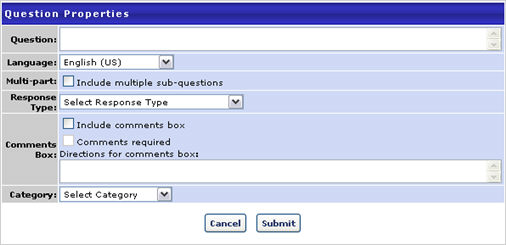 Question Properties
Question:
Language: English (US)
Multi-part: Include multiple sub-questions
Response
Type: Select Response Type
Include comments box
Comments required
Comments
Box: Directions for comments box:
Category: Select Category
Cancel Submit